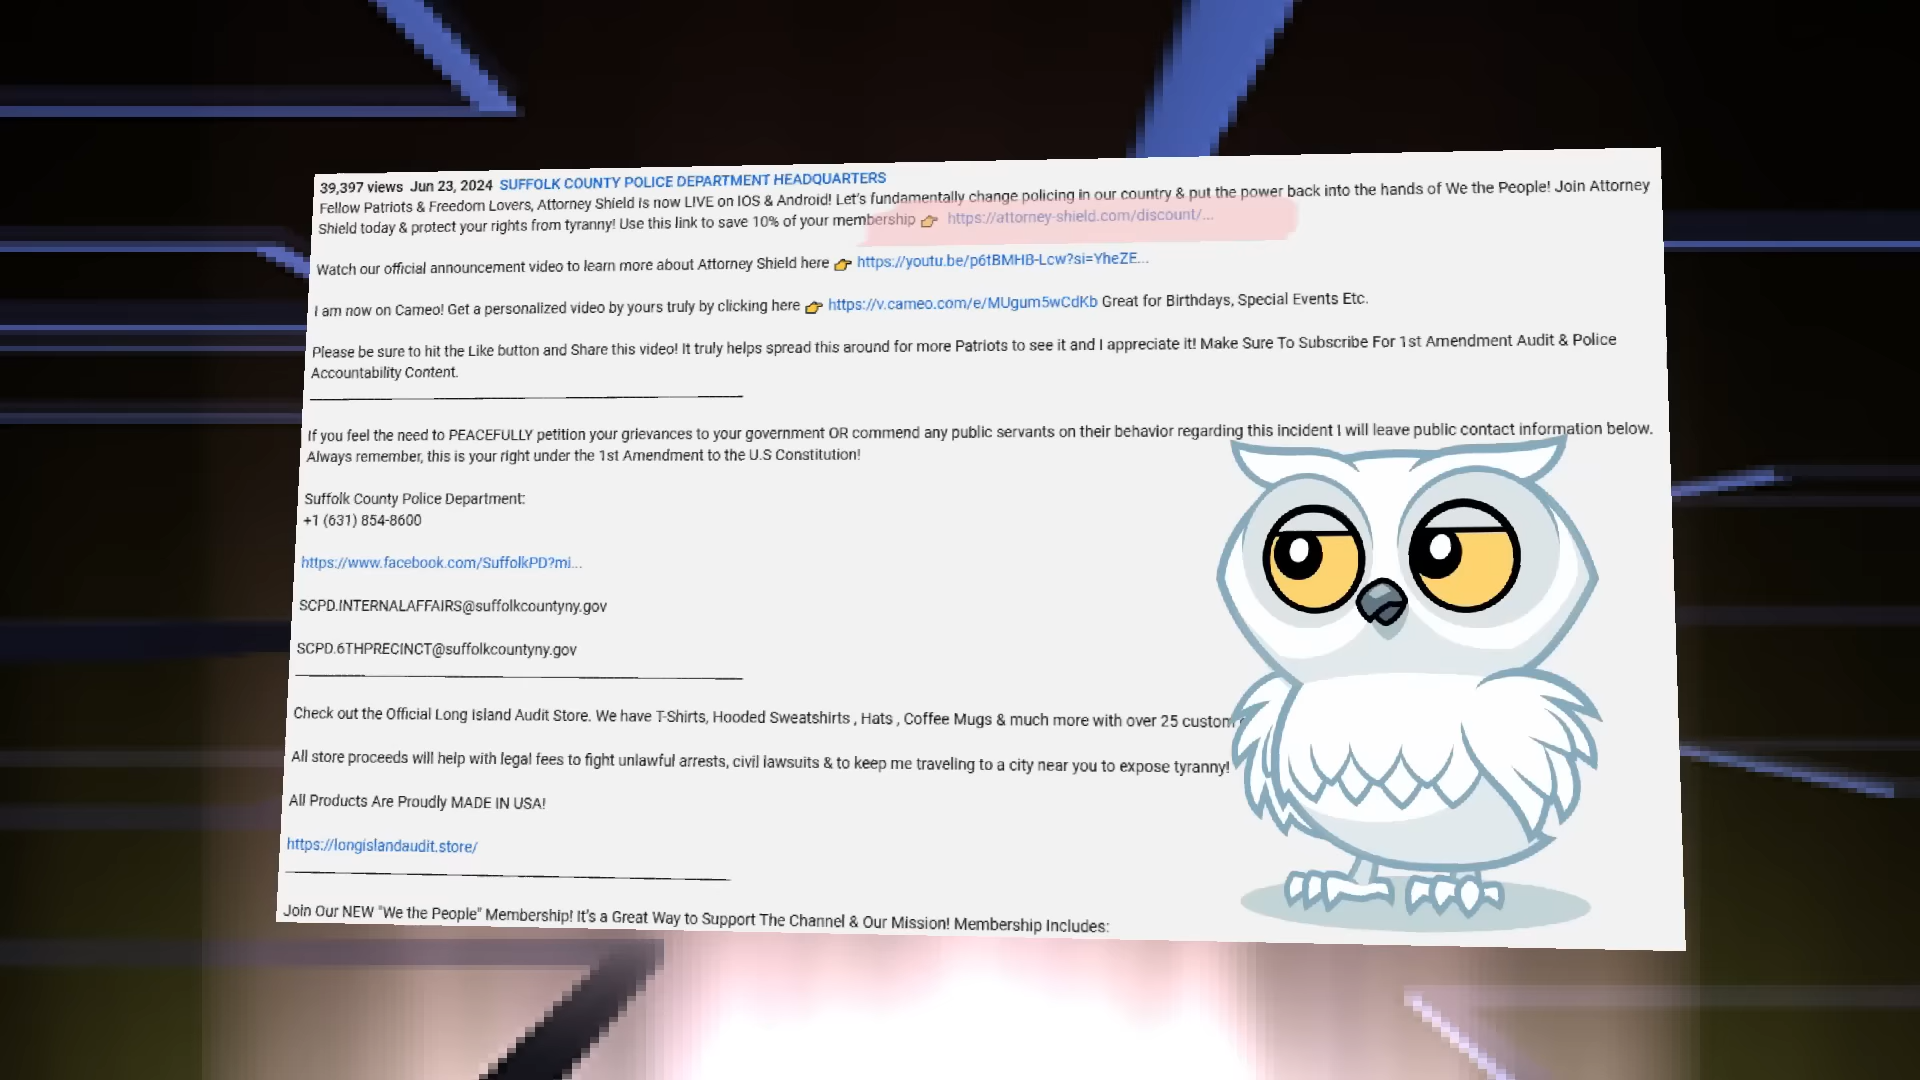 39,397 views Jun 23, 2024 SUFFOLK COUNTY POLICE DEPARTMENT HEADQUARTERS
Fellow Patriots & Freedom Lovers, Attorney Shield is now LIVE on IOS & Android! Let's fundamentally change policing in our country & put the power back into the hands of We the People! Join Attorney
Shield today & protect your rights from tyranny! Use this link to save 10% of your membership 👉 https://attorney-shield.com/discount/...
Watch our official announcement video to learn more about Attorney Shield here 👉 https://youtu.be/p6tBMHB-Lcw?si=YheZE...
I am now on Cameo! Get a personalized video by yours truly by clicking here 👉 https://v.cameo.com/e/MUgum5wCdKb Great for Birthdays, Special Events Etc.
Please be sure to hit the Like button and Share this video! It truly helps spread this around for more Patriots to see it and I appreciate it! Make Sure To Subscribe For 1st Amendment Audit & Police
Accountability Content.
If you feel the need to PEACEFULLY petition your grievances to your government OR commend any public servants on their behavior regarding this incident I will leave public contact information below.
Always remember, this is your right under the 1st Amendment to the U.S Constitution!
Suffolk County Police Department:
+1 (631) 854-8600
https://www.facebook.com/SuffolkPD?mi...
SCPD.INTERNALAFFAIRS@suffolkcountyny.gov
SCPD.6THPRECINCT@suffolkcountyny.gov
Check out the Official Long Island Audit Store. We have T-Shirts, Hooded Sweatshirts , Hats , Coffee Mugs & much more with over 25 custom
All store proceeds will help with legal fees to fight unlawful arrests, civil lawsuits & to keep me traveling to a city near you to expose tyranny!
All Products Are Proudly MADE IN USA!
https://longislandaudit.store/
Join Our NEW "We the People" Membership! It's a Great Way to Support The Channel & Our Mission! Membership Includes: